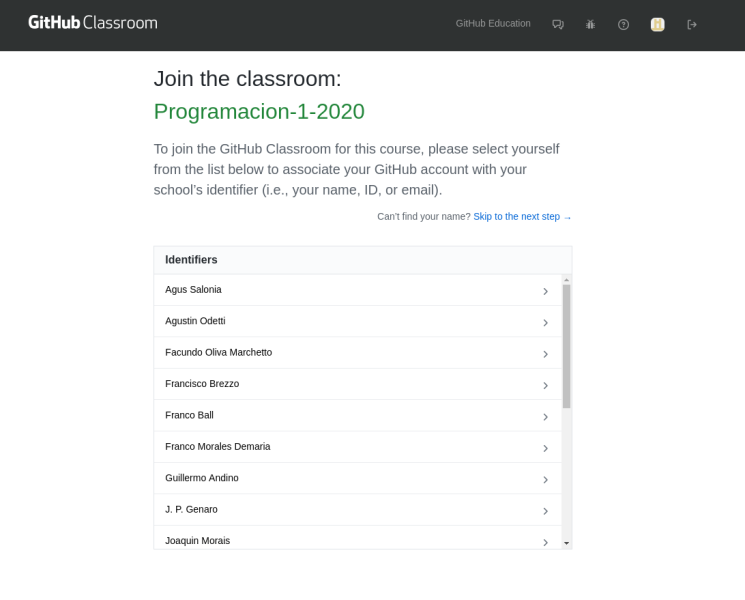 GitHub Classroom
GitHub Education
Join the classroom:
Programacion-1-2020
To join the GitHub Classroom for this course, please select yourself
from the list below to associate your GitHub account with your
school's identifier (i.e., your name, ID, or email).
Can't find your name? Skip to the next step →
Identifiers
Agus Salonia
Agustin Odetti
Facundo Oliva Marchetto
Francisco Brezzo
Franco Ball
Franco Morales Demaria
Guillermo Andino
J. P. Genaro
Joaquin Morais